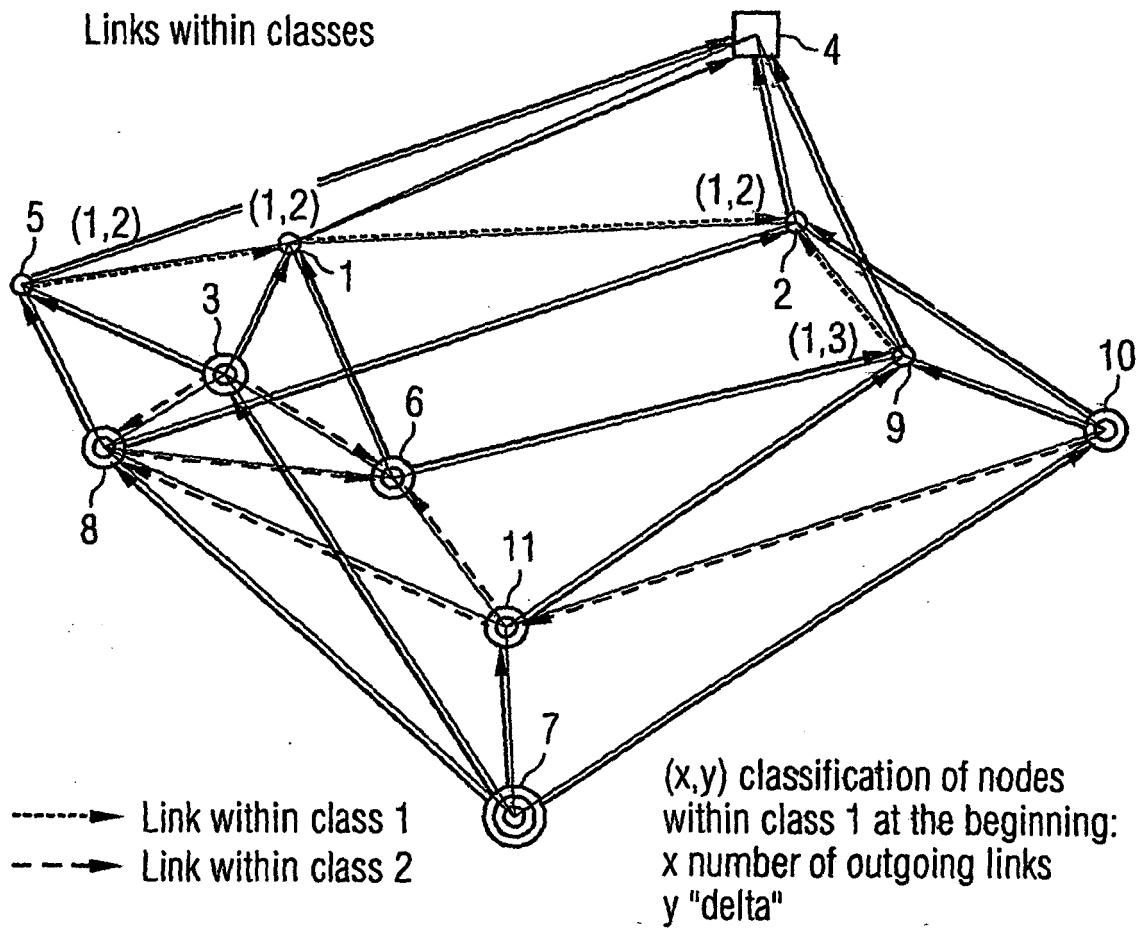 Links within classes
4
5
(1,2)
(1,2)
(1,2)
1
2
3
(1,3)
10
6
9
8
11
7
(x,y) classification of nodes
within class 1 at the beginning:
x number of outgoing links
y "delta"
Link within class 1
Link within class 2